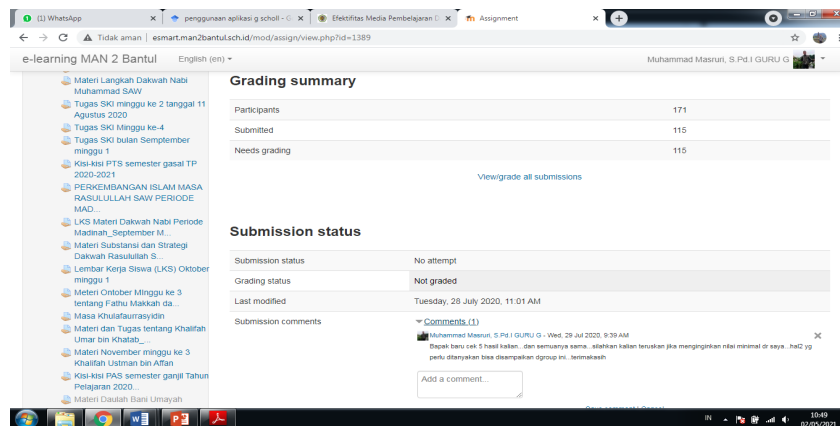 (1) WhatsApp
penggunaan aplikasi g scholl - G
Efektifitas Media Pembelajaran D
Assignment
Tidak aman | esmart.man2bantul.sch.id/mod/assign/view.php?id=1389
e-learning MAN 2 Bantul English (en)
Muhammad Masruri, S.Pd.I GURU G
Materi Langkah Dakwah Nabi
Muhammad SAW
Tugas SKI minggu ke 2 tanggal 11
Agustus 2020
Tugas SKI Minggu ke-4
Tugas SKI bulan Semptember
minggu 1
Kisi-kisi PTS semester gasal TP
2020-2021
PERKEMBANGAN ISLAM MASA
RASULULLAH SAW PERIODE
MAD...
LKS Materi Dakwah Nabi Periode
Madinah_September M...
Materi Substansi dan Strategi
Dakwah Rasulullah S...
Lembar Kerja Siswa (LKS) Oktober
minggu 1
Meteri Ontober MInggu ke 3
tentang Fathu Makkah da...
Masa Khulafaurrasyidin
Materi dan Tugas tentang Khalifah
Umar bin Khatab_...
Materi November minggu ke 3
Khalifah Ustman bin Affan
Kisi-kisi PAS semester ganjil Tahun
Pelajaran 2020...
Materi Daulah Bani Umayah
Grading summary
Participants 171
Submitted 115
Needs grading 115
View/grade all submissions
Submission status
Submission status No attempt
Grading status Not graded
Last modified Tuesday, 28 July 2020, 11:01 AM
Submission comments Comments (1)
Muhammad Masruri, S.Pd.I GURU G - Wed, 29 Jul 2020, 9:39 AM
Bapak baru cek 5 hasil kalian.. dan semuanya sama.. silahkan kalian teruskan jika menginginkan nilai minimal dr saya...hal2 yg
perlu ditanyakan bisa disampaikan dgroup ini...terimakasih
Add a comment...
IN
10:49
02/05/2021